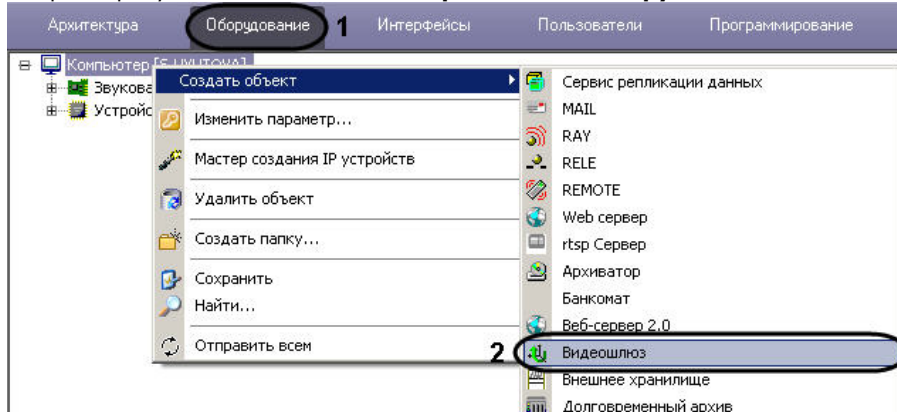 Архитектура Оборудование 1 Интерфейсы Пользователи Программирование
Компьютер
Создать объект
Изменить параметр...
Мастер создания IP устройств
Удалить объект
Создать папку...
Сохранить
Найти...
Отправить всем
Сервис репликации данных
MAIL
RAY
RELE
REMOTE
Web сервер
rtsp Сервер
Архиватор
Банкомат
Веб-сервер 2.0
2 Видеошлюз
Внешнее хранилище
Долговременный архив